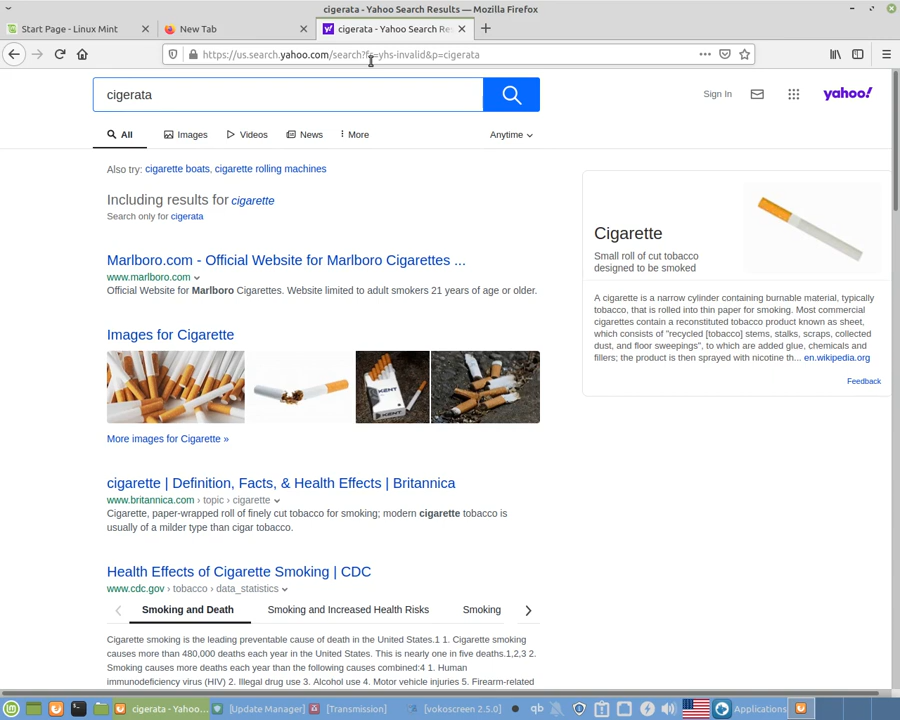 cigerata - Yahoo Search Results - Mozilla Firefox
Start Page - Linux Mint
New Tab
cigerata - Yahoo Search Re
https://us.search.yahoo.com/search?fr=yhs-invalid&p=cigerata
cigerata
Sign In
yahoo!
All
Images
Videos
News
More
Anytime
Also try: cigarette boats, cigarette rolling machines
Including results for cigarette
Search only for cigerata
Marlboro.com - Official Website for Marlboro Cigarettes ...
www.marlboro.com
Official Website for Marlboro Cigarettes. Website limited to adult smokers 21 years of age or older.
Images for Cigarette
KENT
More images for Cigarette »
cigarette | Definition, Facts, & Health Effects | Britannica
www.britannica.com › topic › cigarette
Cigarette, paper-wrapped roll of finely cut tobacco for smoking; modern cigarette tobacco is
usually of a milder type than cigar tobacco.
Health Effects of Cigarette Smoking | CDC
www.cdc.gov › tobacco › data_statistics
Smoking and Death
Smoking and Increased Health Risks
Smoking
Cigarette smoking is the leading preventable cause of death in the United States.1 1. Cigarette smoking
causes more than 480,000 deaths each year in the United States. This is nearly one in five deaths.1,2,3 2.
Smoking causes more deaths each year than the following causes combined:4 1. Human
immunodeficiency virus (HIV) 2. Illegal drug use 3. Alcohol use 4. Motor vehicle injuries 5. Firearm-related
Cigarette
Small roll of cut tobacco
designed to be smoked
A cigarette is a narrow cylinder containing burnable material, typically
tobacco, that is rolled into thin paper for smoking. Most commercial
cigarettes contain a reconstituted tobacco product known as sheet,
which consists of "recycled [tobacco] stems, stalks, scraps, collected
dust, and floor sweepings", to which are added glue, chemicals and
fillers; the product is then sprayed with nicotine th... en.wikipedia.org
Feedback
cigerata - Yahoo...
[Update Manager]
[Transmission]
[vokoscreen 2.5.0]
qb
Applications